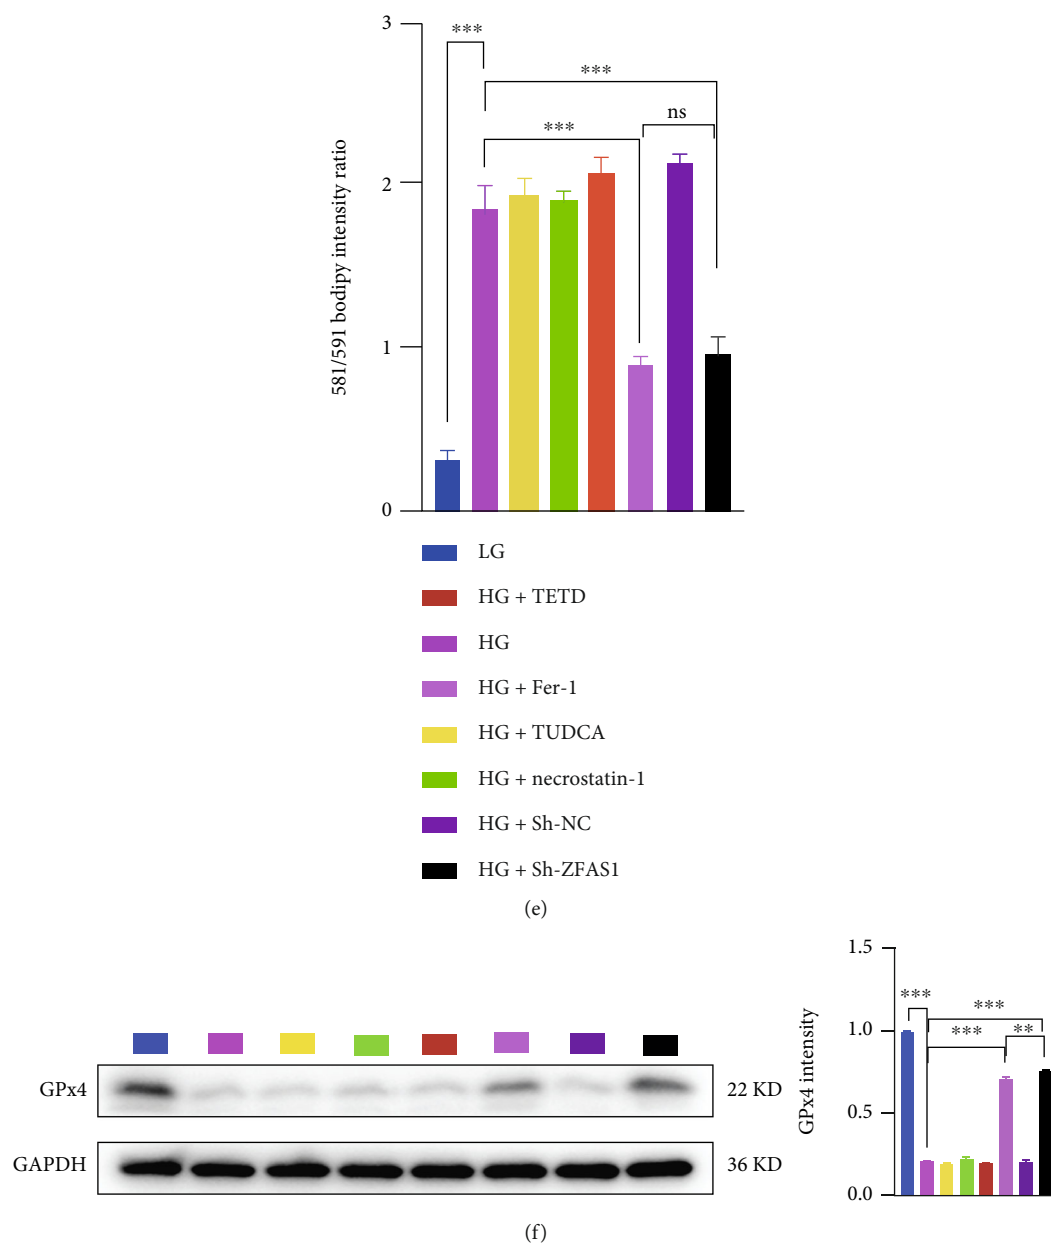 3
2
1
0
581/591 bodipy intensity ratio
***
***
***
ns
LG
HG + TETD
HG
HG + Fer-1
HG + TUDCA
HG + necrostatin-1
HG + Sh-NC
HG + Sh-ZFAS1
(e)
GPx4
22 KD
GAPDH
36 KD
1.5
1.0
0.5
0.0
GPx4 intensity
***
***
***
**
(f)